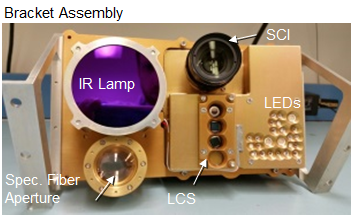 Bracket Assembly
SCI
IR Lamp
LEDs
Spec. Fiber
Aperture
LCS